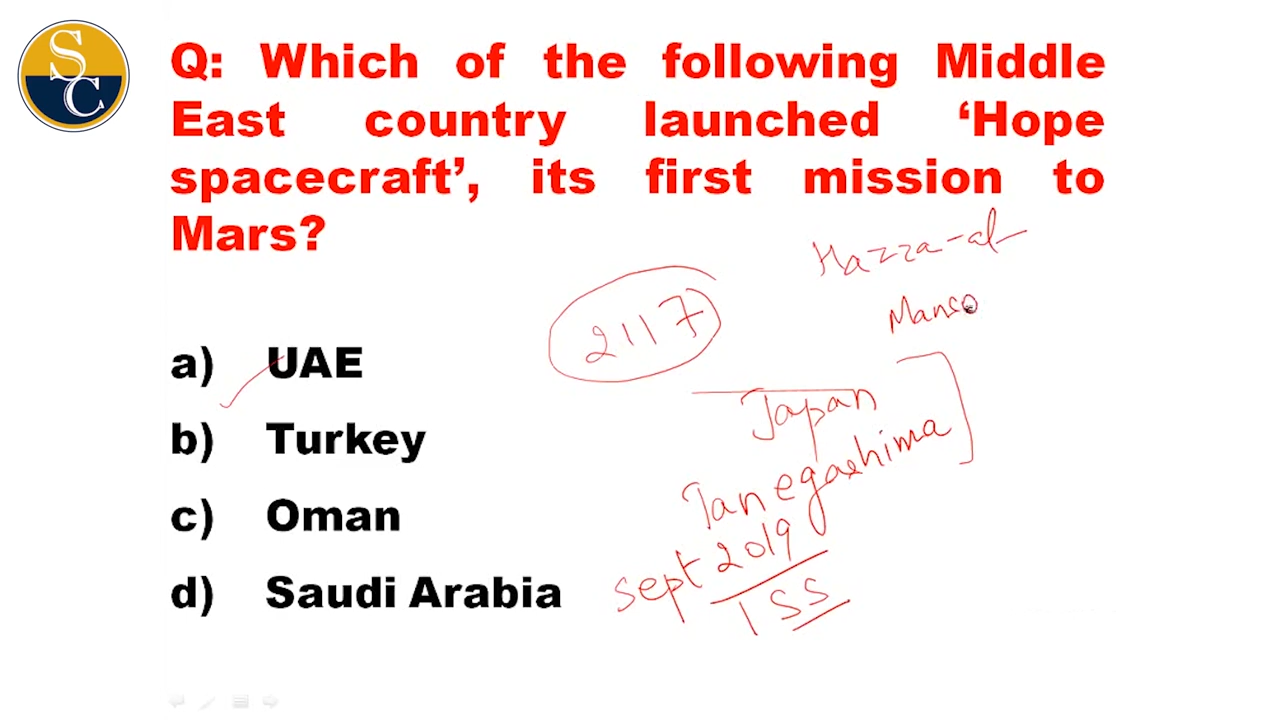 SC
Q: Which of the following Middle
East country launched ‘Hope
spacecraft’, its first mission to
Mars?
Hazza-al-
Manso
2117
a) UAE
Japan
b) Turkey
Tanegashima
c) Oman
sept 2019
d) Saudi Arabia
ISS